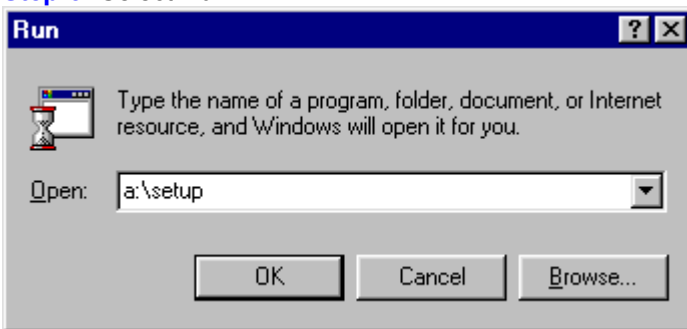 Run
Type the name of a program, folder, document, or Internet
resource, and Windows will open it for you.
Open: a:\setup
OK Cancel Browse...